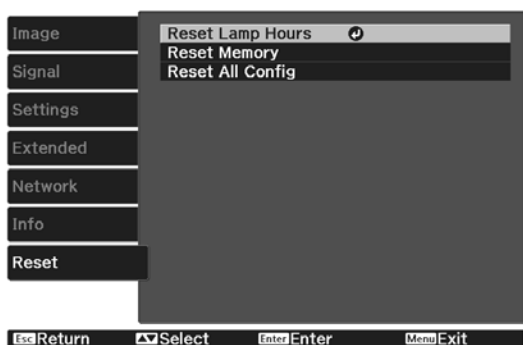 Image
Signal
Settings
Extended
Network
Info
Reset
Reset Lamp Hours
Reset Memory
Reset All Config
Esc Return Select Enter Enter Menu Exit